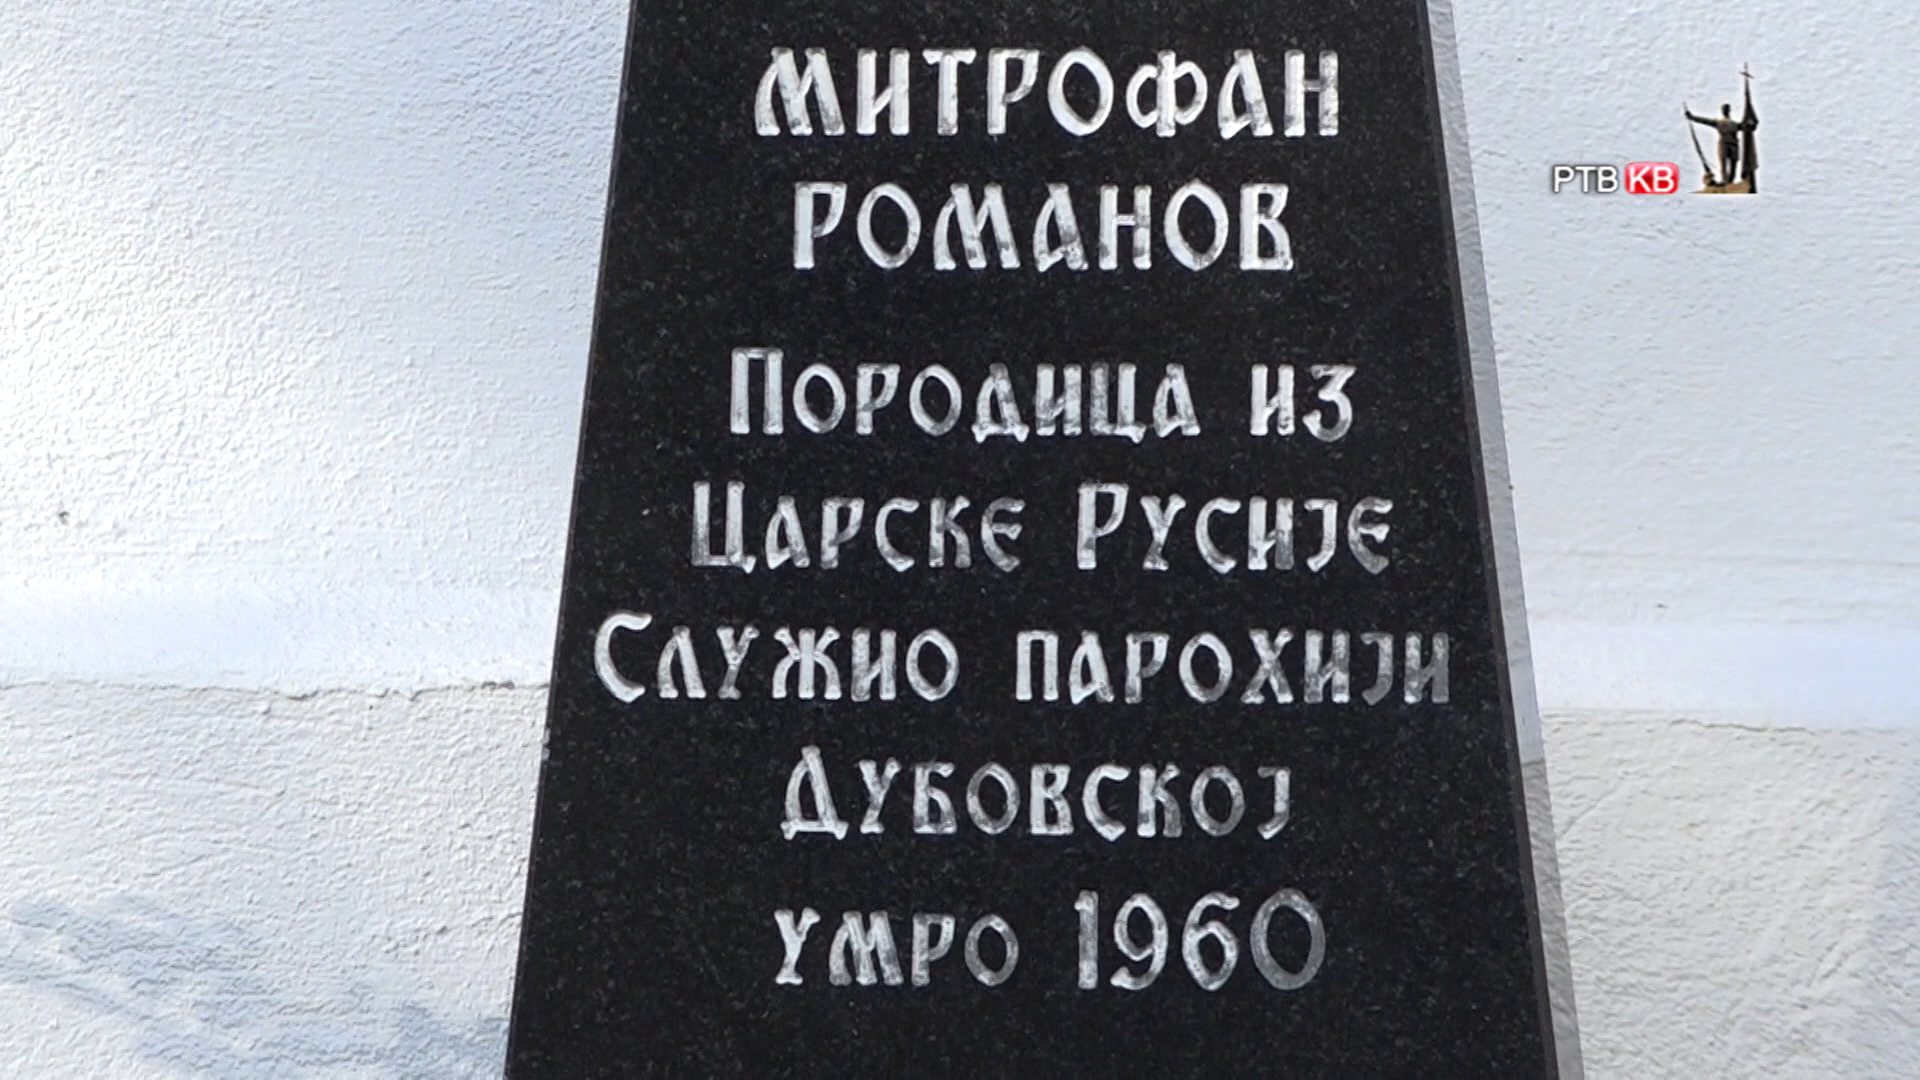 МИТРОФАН
РОМАНОВ
Породица из
Царске Русије
Служио парохији
Дубовској
умро 1960
РТВ КВ